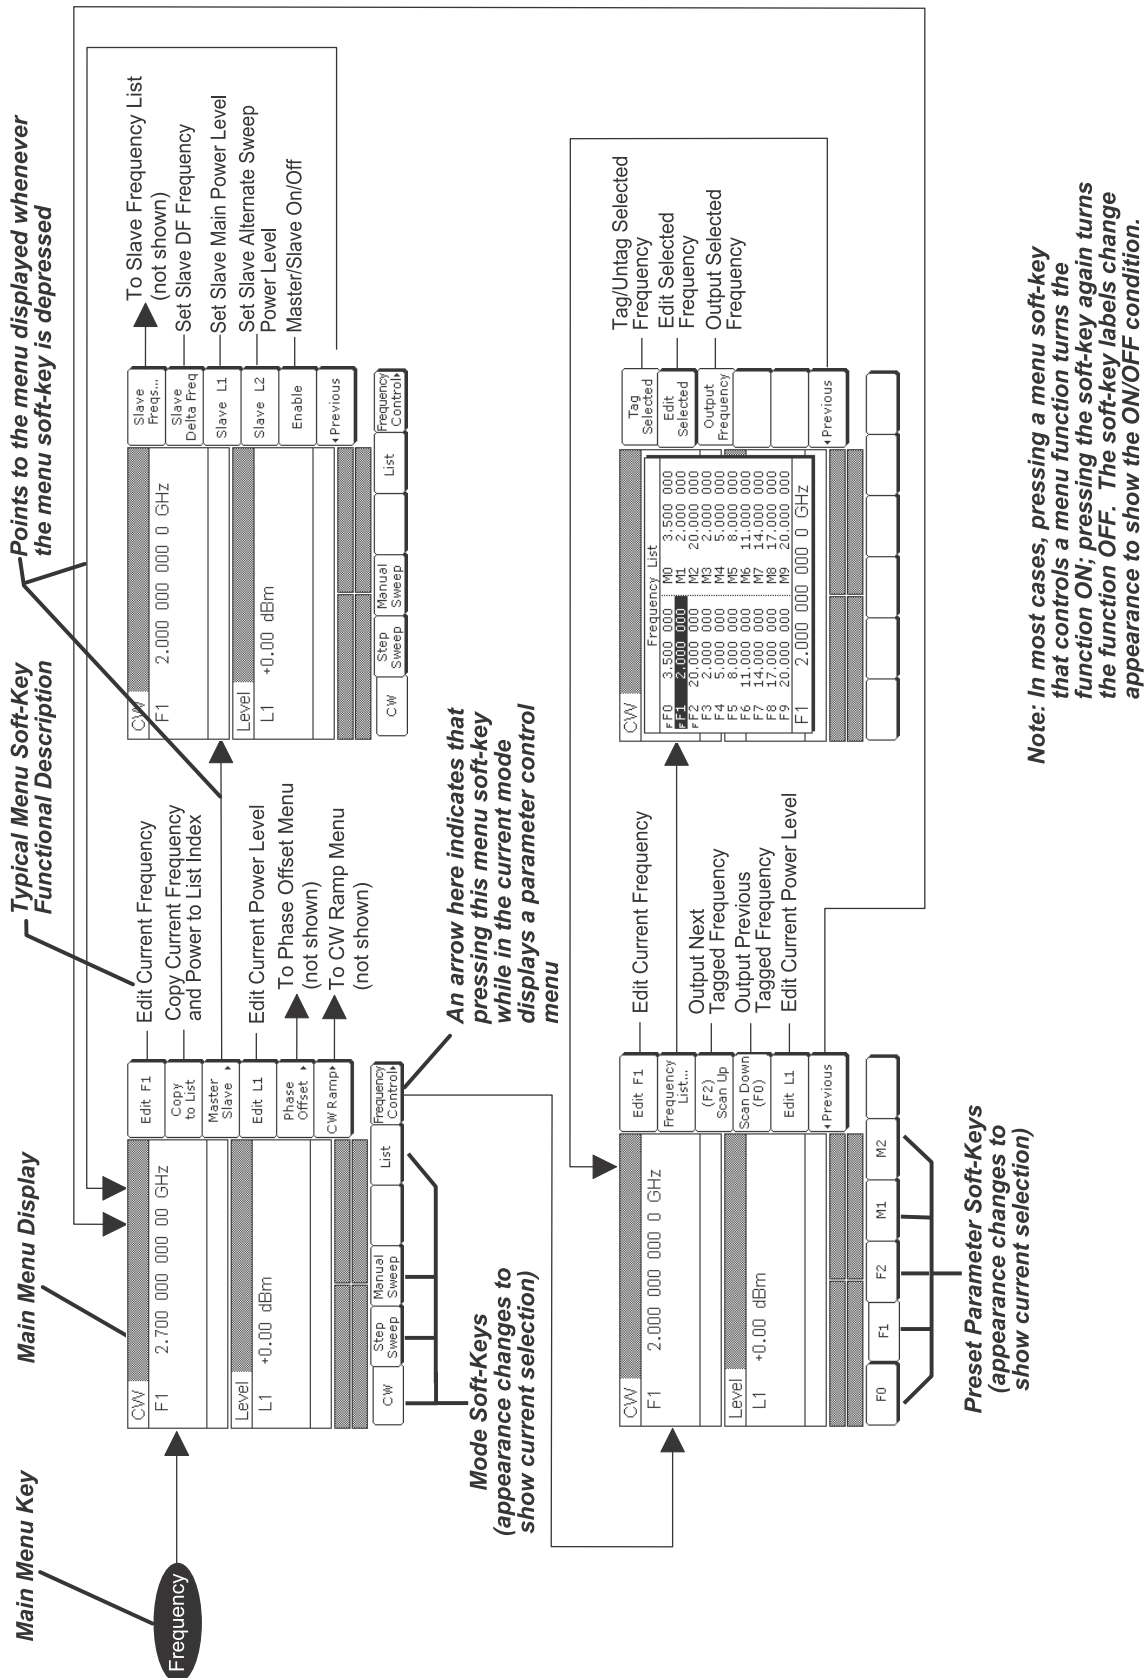 Main Menu Key
Frequency
Main Menu Display
Typical Menu Soft-Key
Functional Description
Points to the menu displayed whenever
the menu soft-key is depressed
CW
F1
2.700 000 000 00 GHz
Level
L1
+0.00 dBm
Edit F1
Copy
to List
Master
Slave
Edit L1
Phase
Offset
CW Ramp
CW
Step
Sweep
Manual
Sweep
List
Frequency
Control
Edit Current Frequency
Copy Current Frequency
and Power to List Index
Edit Current Power Level
To Phase Offset Menu
(not shown)
To CW Ramp Menu
(not shown)
CW
F1
2.000 000 000 0 GHz
Level
L1
+0.00 dBm
Slave
Freqs...
Slave
Delta Freq
Slave L1
Slave L2
Enable
Previous
CW
Step
Sweep
Manual
Sweep
List
Frequency
Control
To Slave Frequency List
(not shown)
Set Slave DF Frequency
Set Slave Main Power Level
Set Slave Alternate Sweep
Power Level
Master/Slave On/Off
Mode Soft-Keys
(appearance changes to
show current selection)
An arrow here indicates that
pressing this menu soft-key
while in the current mode
displays a parameter control
menu
CW
F1
2.000 000 000 0 GHz
Level
L1
+0.00 dBm
Edit F1
Frequency
List...
(F2)
Scan Up
Scan Down
(F0)
Edit L1
Previous
F0
F1
F2
M1
M2
Edit Current Frequency
Output Next
Tagged Frequency
Output Previous
Tagged Frequency
Edit Current Power Level
CW
Frequency List
FF0 3.500 000 M0 3.500 000
FF1 2.000 000 M1 2.000 000
FF2 20.000 000 M2 20.000 000
F3 2.000 000 M3 2.000 000
F4 5.000 000 M4 5.000 000
F5 8.000 000 M5 8.000 000
F6 11.000 000 M6 11.000 000
F7 14.000 000 M7 14.000 000
F8 17.000 000 M8 17.000 000
F9 20.000 000 M9 20.000 000
F1 2.000 000 000 0 GHz
Tag
Selected
Edit
Selected
Output
Frequency
Previous
Tag/Untag Selected
Frequency
Edit Selected
Frequency
Output Selected
Frequency
Preset Parameter Soft-Keys
(appearance changes to
show current selection)
Note: In most cases, pressing a menu soft-key
that controls a menu function turns the
function ON; pressing the soft-key again turns
the function OFF. The soft-key labels change
appearance to show the ON/OFF condition.